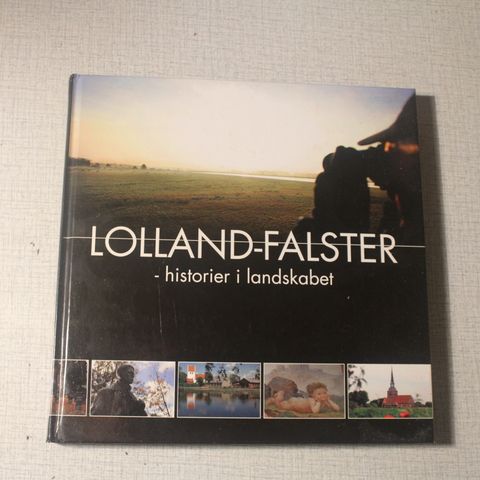 LOLLAND-FALSTER
- historier i landskabet